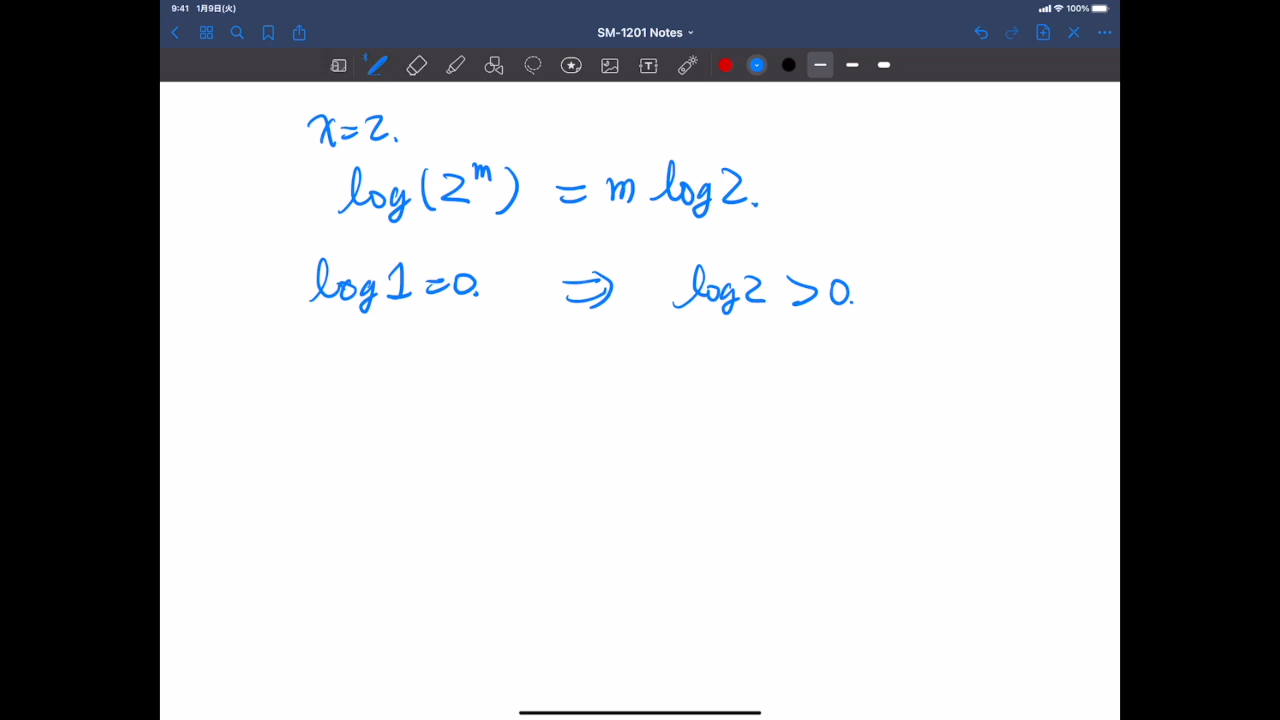 9:41 1月9日(火) 100%
SM-1201 Notes
x=2.
log(2^m) = m log2.
log1=0. ⇒ log2 >0.